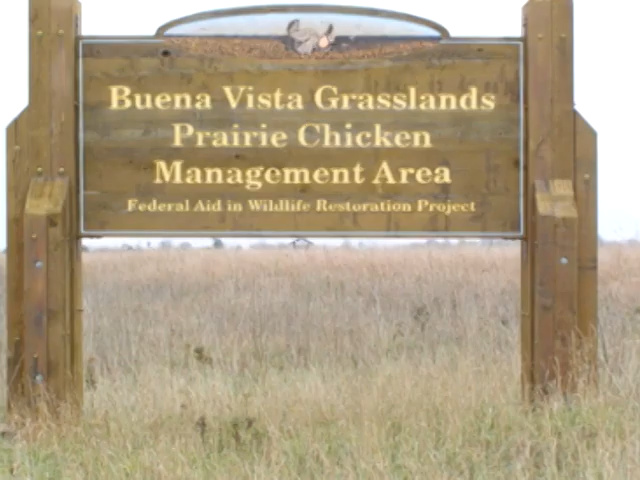 Buena Vista Grasslands
Prairie Chicken
Management Area
Federal Aid in Wildlife Restoration Project